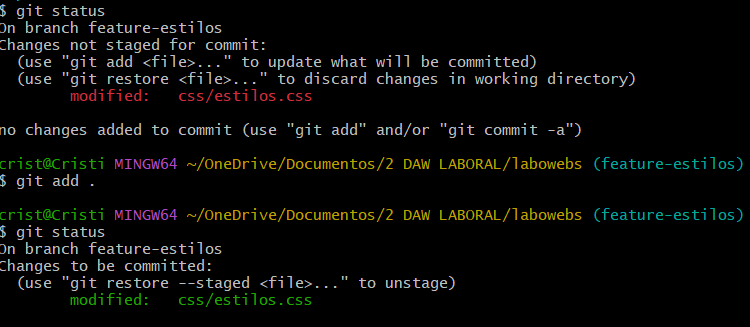 $ git status
On branch feature-estilos
Changes not staged for commit:
  (use "git add <file>..." to update what will be committed)
  (use "git restore <file>..." to discard changes in working directory)
        modified:   css/estilos.css

no changes added to commit (use "git add" and/or "git commit -a")

crist@Cristi MINGW64 ~/OneDrive/Documentos/2 DAW LABORAL/labowebs (feature-estilos)
$ git add .

crist@Cristi MINGW64 ~/OneDrive/Documentos/2 DAW LABORAL/labowebs (feature-estilos)
$ git status
On branch feature-estilos
Changes to be committed:
  (use "git restore --staged <file>..." to unstage)
        modified:   css/estilos.css